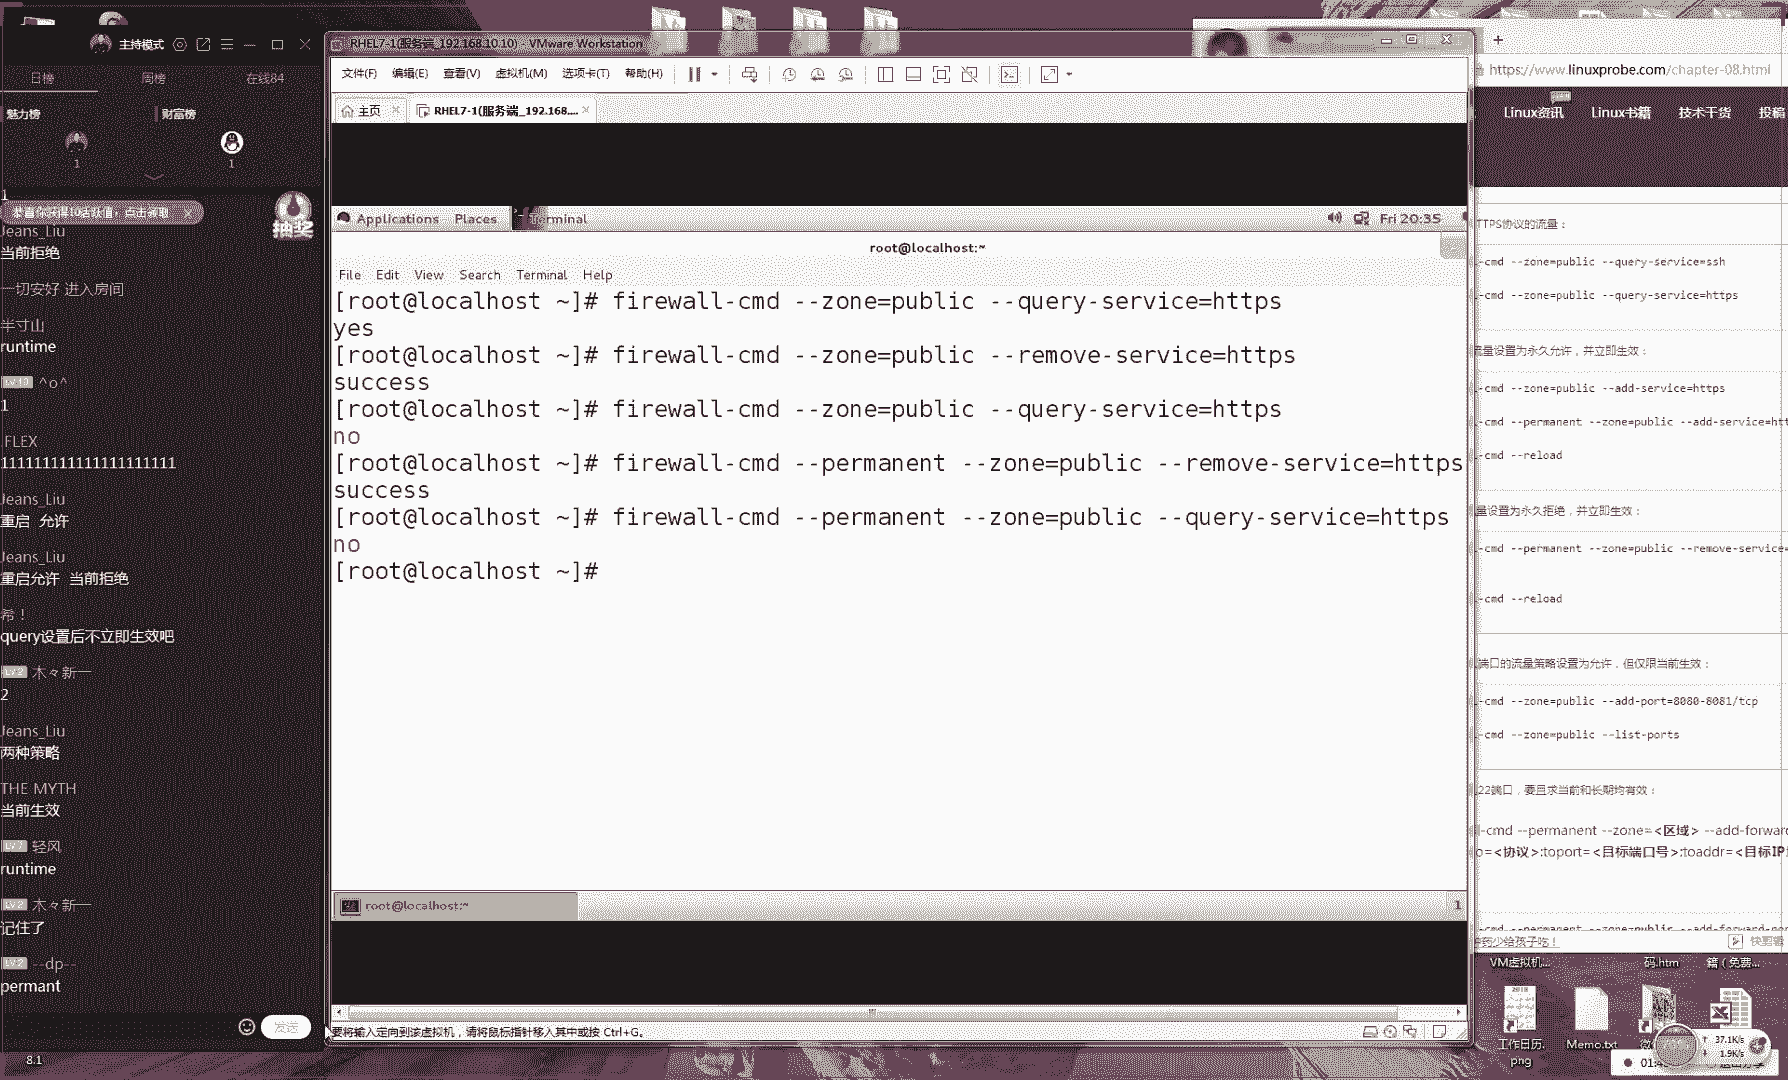 主持模式
日榜 周榜 在线84
魅力榜 财富榜
1 1
1
抽奖
Jeans_Liu
当前拒绝
一切安好 进入房间
半寸山
runtime
^o^
1
.FLEX
1111111111111111111111
Jeans_Liu
重启 允许
Jeans_Liu
重启允许 当前拒绝
希！
query设置后不立即生效吧
木々新一
2
Jeans_Liu
两种策略
THE MYTH
当前生效
轻风
runtime
木々新一
记住了
--dp--
permant
发送
8.1
RHEL7-1(服务端_192.168.10.10) - VMware Workstation
文件(F) 编辑(E) 查看(V) 虚拟机(M) 选项卡(T) 帮助(H)
主页 RHEL7-1(服务端_192.168....
Applications Places Terminal Fri 20:35
root@localhost:~
File Edit View Search Terminal Help
[root@localhost ~]# firewall-cmd --zone=public --query-service=https
yes
[root@localhost ~]# firewall-cmd --zone=public --remove-service=https
success
[root@localhost ~]# firewall-cmd --zone=public --query-service=https
no
[root@localhost ~]# firewall-cmd --permanent --zone=public --remove-service=https
success
[root@localhost ~]# firewall-cmd --permanent --zone=public --query-service=https
no
[root@localhost ~]#
root@localhost:~ 1
要将输入定向到该虚拟机，请将鼠标指针移入其中或按 Ctrl+G。
https://www.linuxprobe.com/chapter-08.html
Linux资讯 Linux书籍 技术干货 投稿
TTPS协议的流量：
-cmd --zone=public --query-service=ssh
-cmd --zone=public --query-service=https
流量设置为永久允许，并立即生效：
-cmd --zone=public --add-service=https
-cmd --permanent --zone=public --add-service=htt
-cmd --reload
量设置为永久拒绝，并立即生效：
-cmd --permanent --zone=public --remove-service=
-cmd --reload
端口的流量策略设置为允许，但仅限当前生效：
-cmd --zone=public --add-port=8080-8081/tcp
-cmd --zone=public --list-ports
22端口，要且求当前和长期均有效：
-cmd --permanent --zone=<区域> --add-forward
o=<协议>:toport=<目标端口号>:toaddr=<目标IP
-cmd --permanent --zone=public --add-forward-por
药少给孩子吃！ 快剪辑
VM虚拟机... 码.htm 籍（免费...
工作日历.png Memo.txt
37.1K/s
1.9K/s